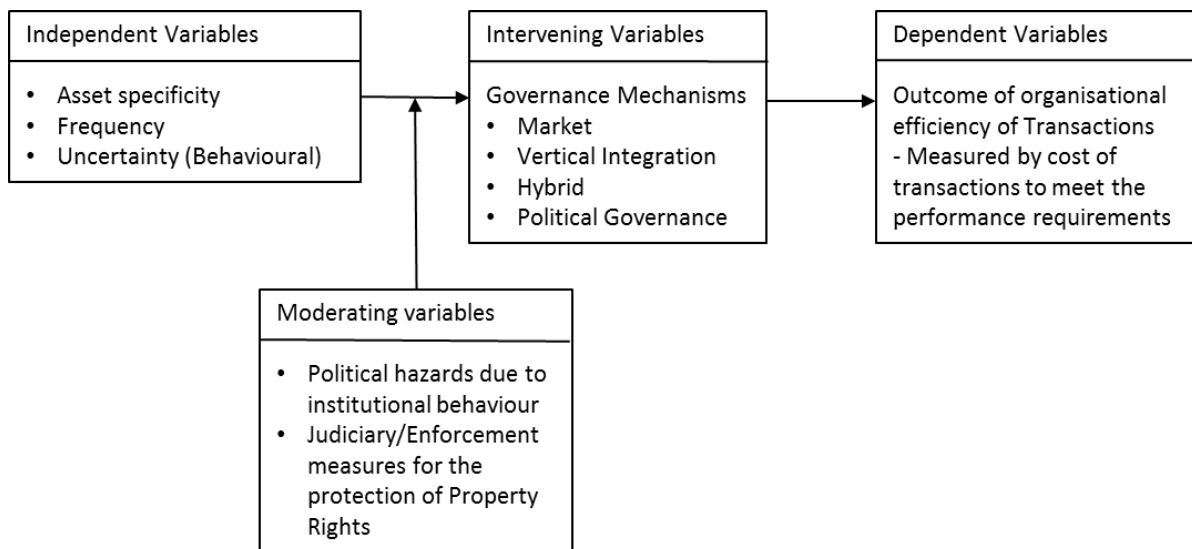 Independent Variables
• Asset specificity
• Frequency
• Uncertainty (Behavioural)
Intervening Variables
Governance Mechanisms
• Market
• Vertical Integration
• Hybrid
• Political Governance
Dependent Variables
Outcome of organisational
efficiency of Transactions
- Measured by cost of
transactions to meet the
performance requirements
Moderating variables
• Political hazards due to
institutional behaviour
• Judiciary/Enforcement
measures for the
protection of Property
Rights